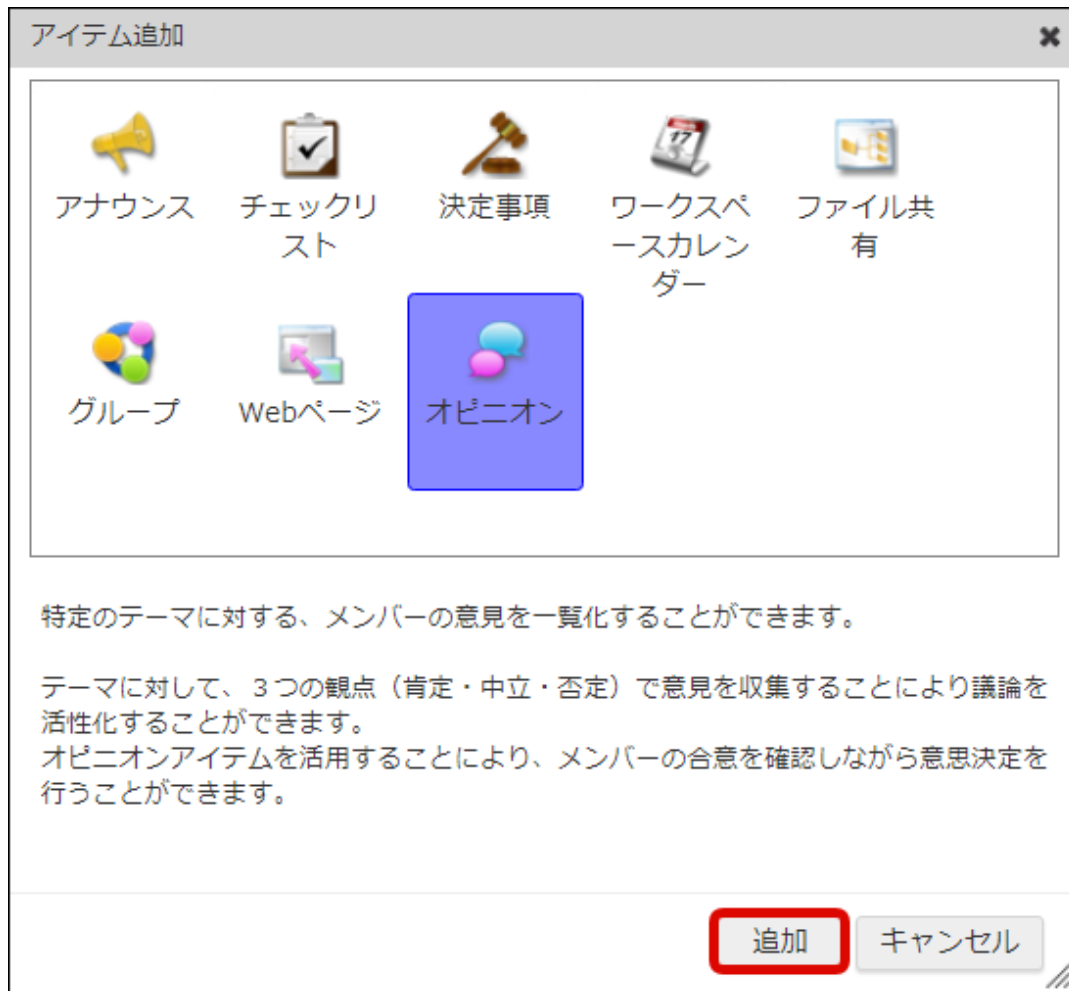 アイテム追加
アナウンス
チェックリ
スト
決定事項
ワークスペ
ースカレン
ダー
ファイル共
有
グループ
Webページ
オピニオン
特定のテーマに対する、メンバーの意見を一覧化することができます。
テーマに対して、３つの観点（肯定・中立・否定）で意見を収集することにより議論を
活性化することができます。
オピニオンアイテムを活用することにより、メンバーの合意を確認しながら意思決定を
行うことができます。
追加
キャンセル